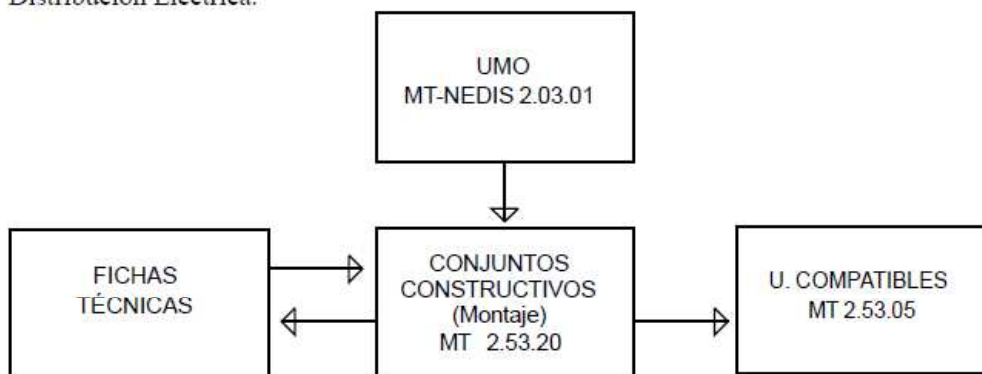 Distribución Eléctrica.
UMO
MT-NEDIS 2.03.01
FICHAS
TÉCNICAS
CONJUNTOS
CONSTRUCTIVOS
(Montaje)
MT 2.53.20
U. COMPATIBLES
MT 2.53.05